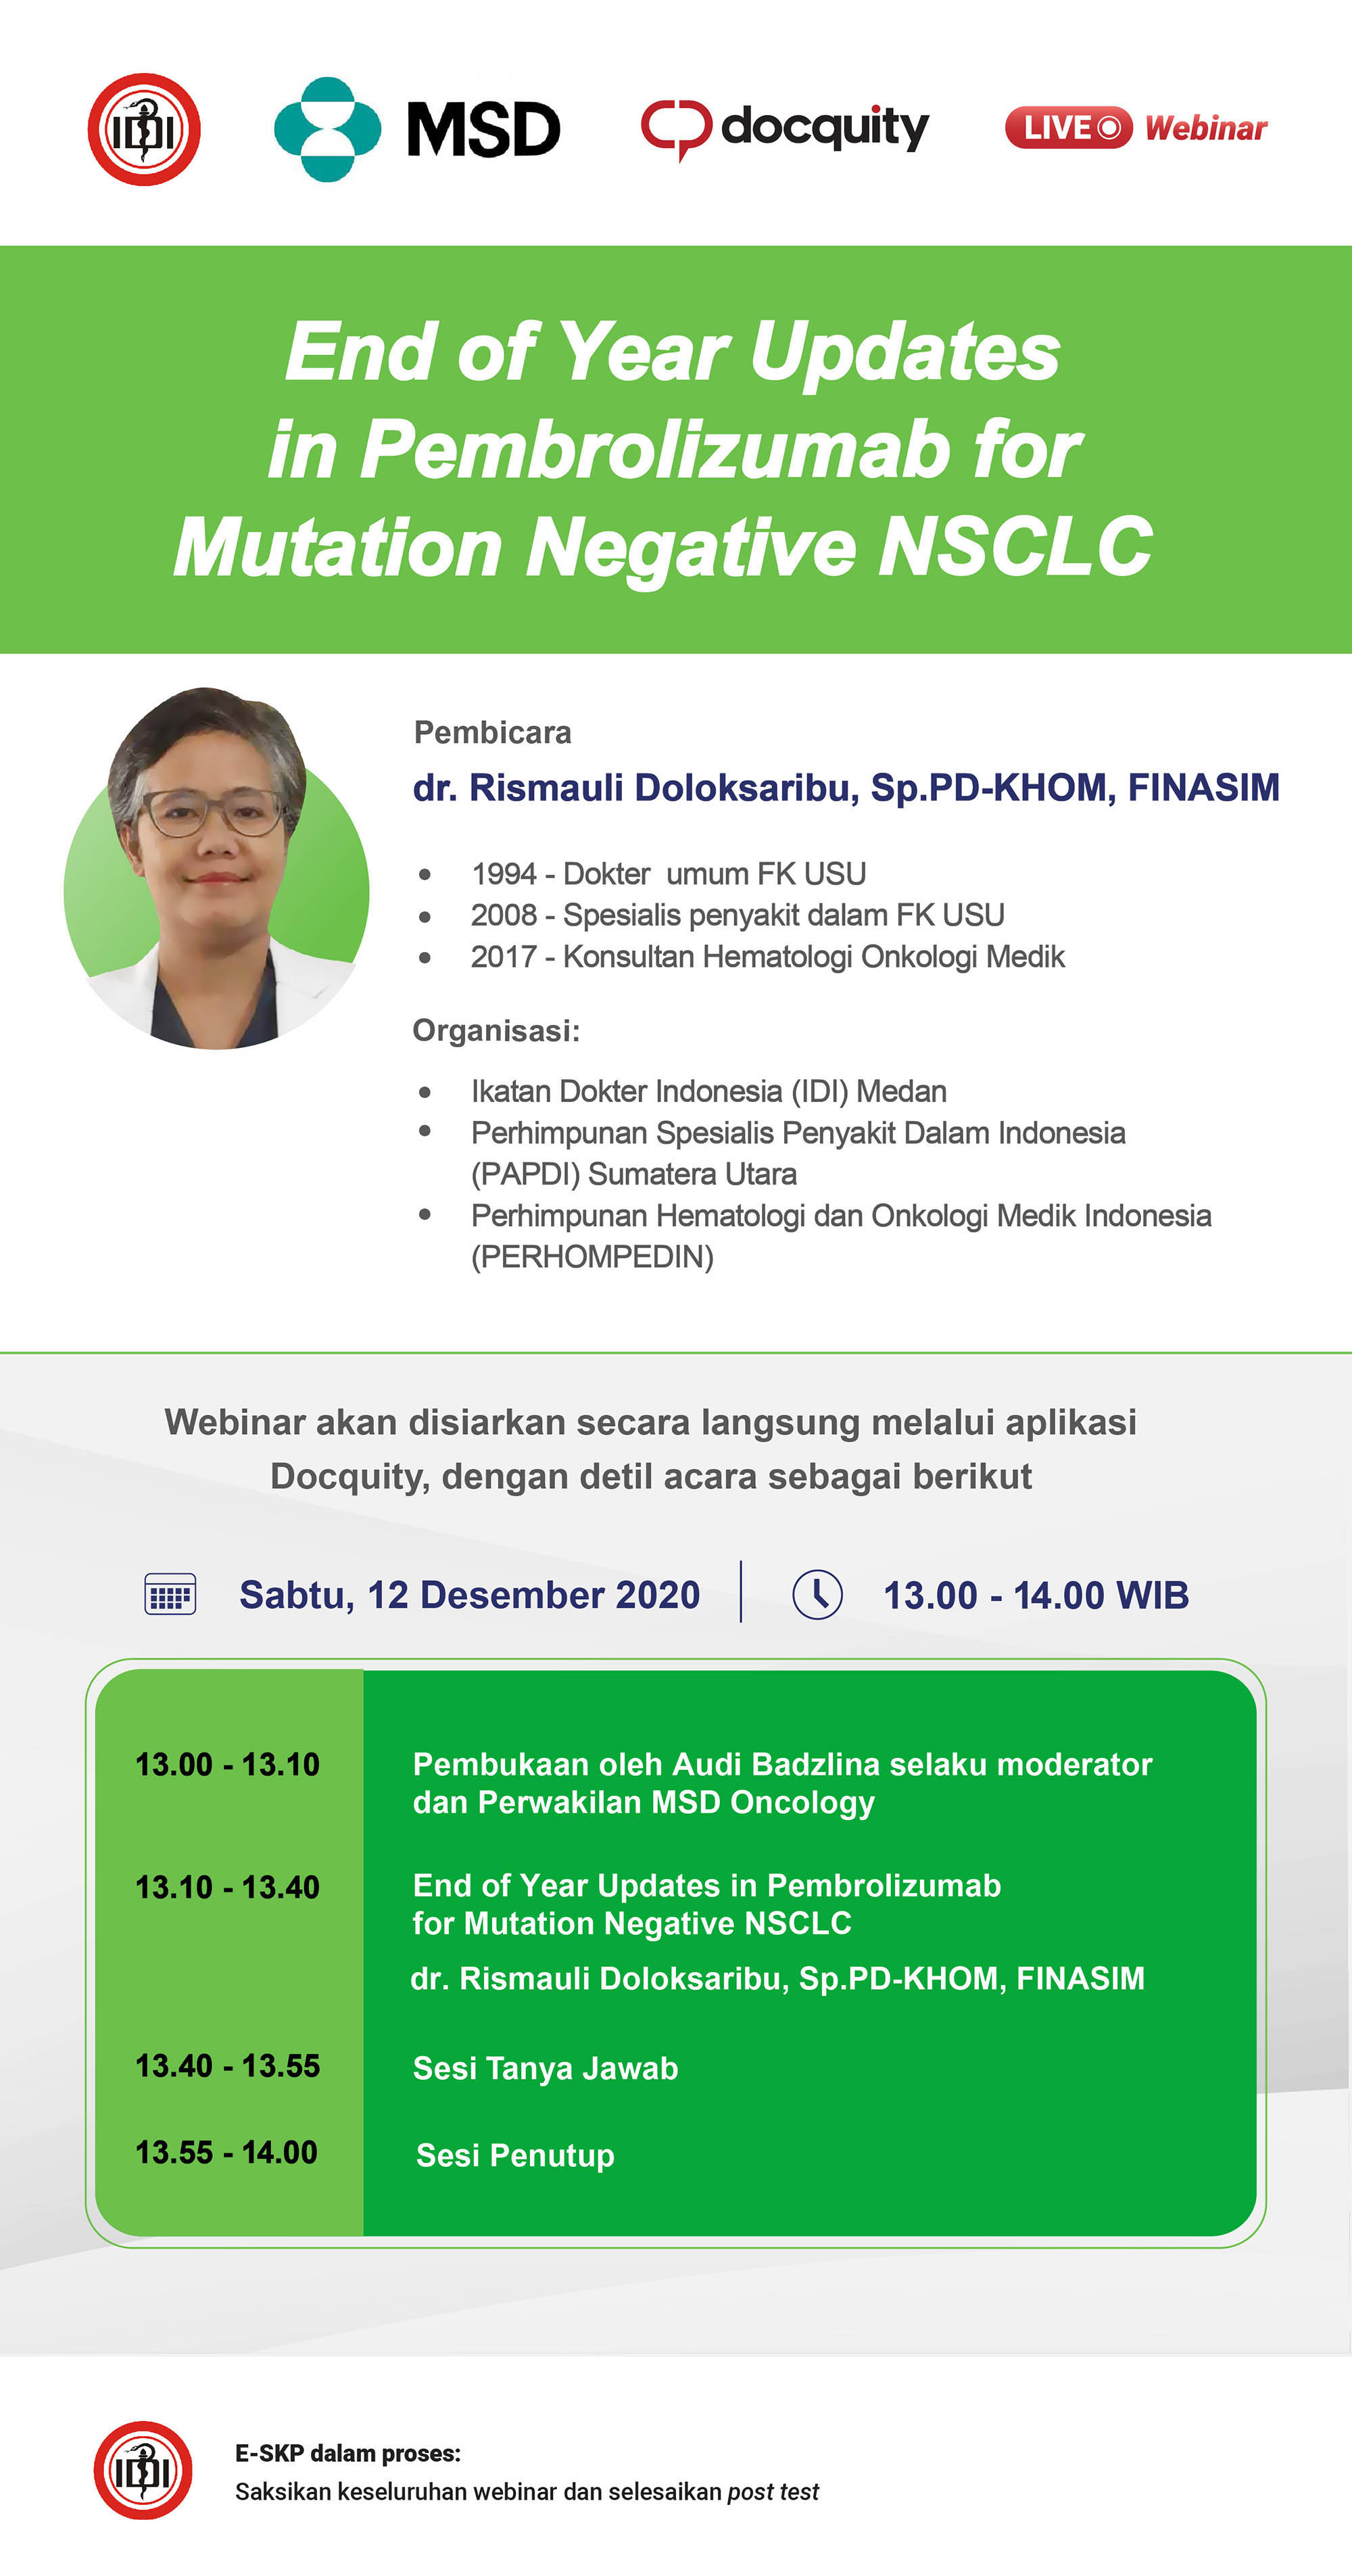 IDI
MSD
docquity
LIVE Webinar
End of Year Updates
in Pembrolizumab for
Mutation Negative NSCLC
Pembicara
dr. Rismauli Doloksaribu, Sp.PD-KHOM, FINASIM
• 1994 - Dokter umum FK USU
• 2008 - Spesialis penyakit dalam FK USU
• 2017 - Konsultan Hematologi Onkologi Medik
Organisasi:
• Ikatan Dokter Indonesia (IDI) Medan
• Perhimpunan Spesialis Penyakit Dalam Indonesia
(PAPDI) Sumatera Utara
• Perhimpunan Hematologi dan Onkologi Medik Indonesia
(PERHOMPEDIN)
Webinar akan disiarkan secara langsung melalui aplikasi
Docquity, dengan detil acara sebagai berikut
Sabtu, 12 Desember 2020 13.00 - 14.00 WIB
13.00 - 13.10 Pembukaan oleh Audi Badzlina selaku moderator
dan Perwakilan MSD Oncology
13.10 - 13.40 End of Year Updates in Pembrolizumab
for Mutation Negative NSCLC
dr. Rismauli Doloksaribu, Sp.PD-KHOM, FINASIM
13.40 - 13.55 Sesi Tanya Jawab
13.55 - 14.00 Sesi Penutup
IDI
E-SKP dalam proses:
Saksikan keseluruhan webinar dan selesaikan post test